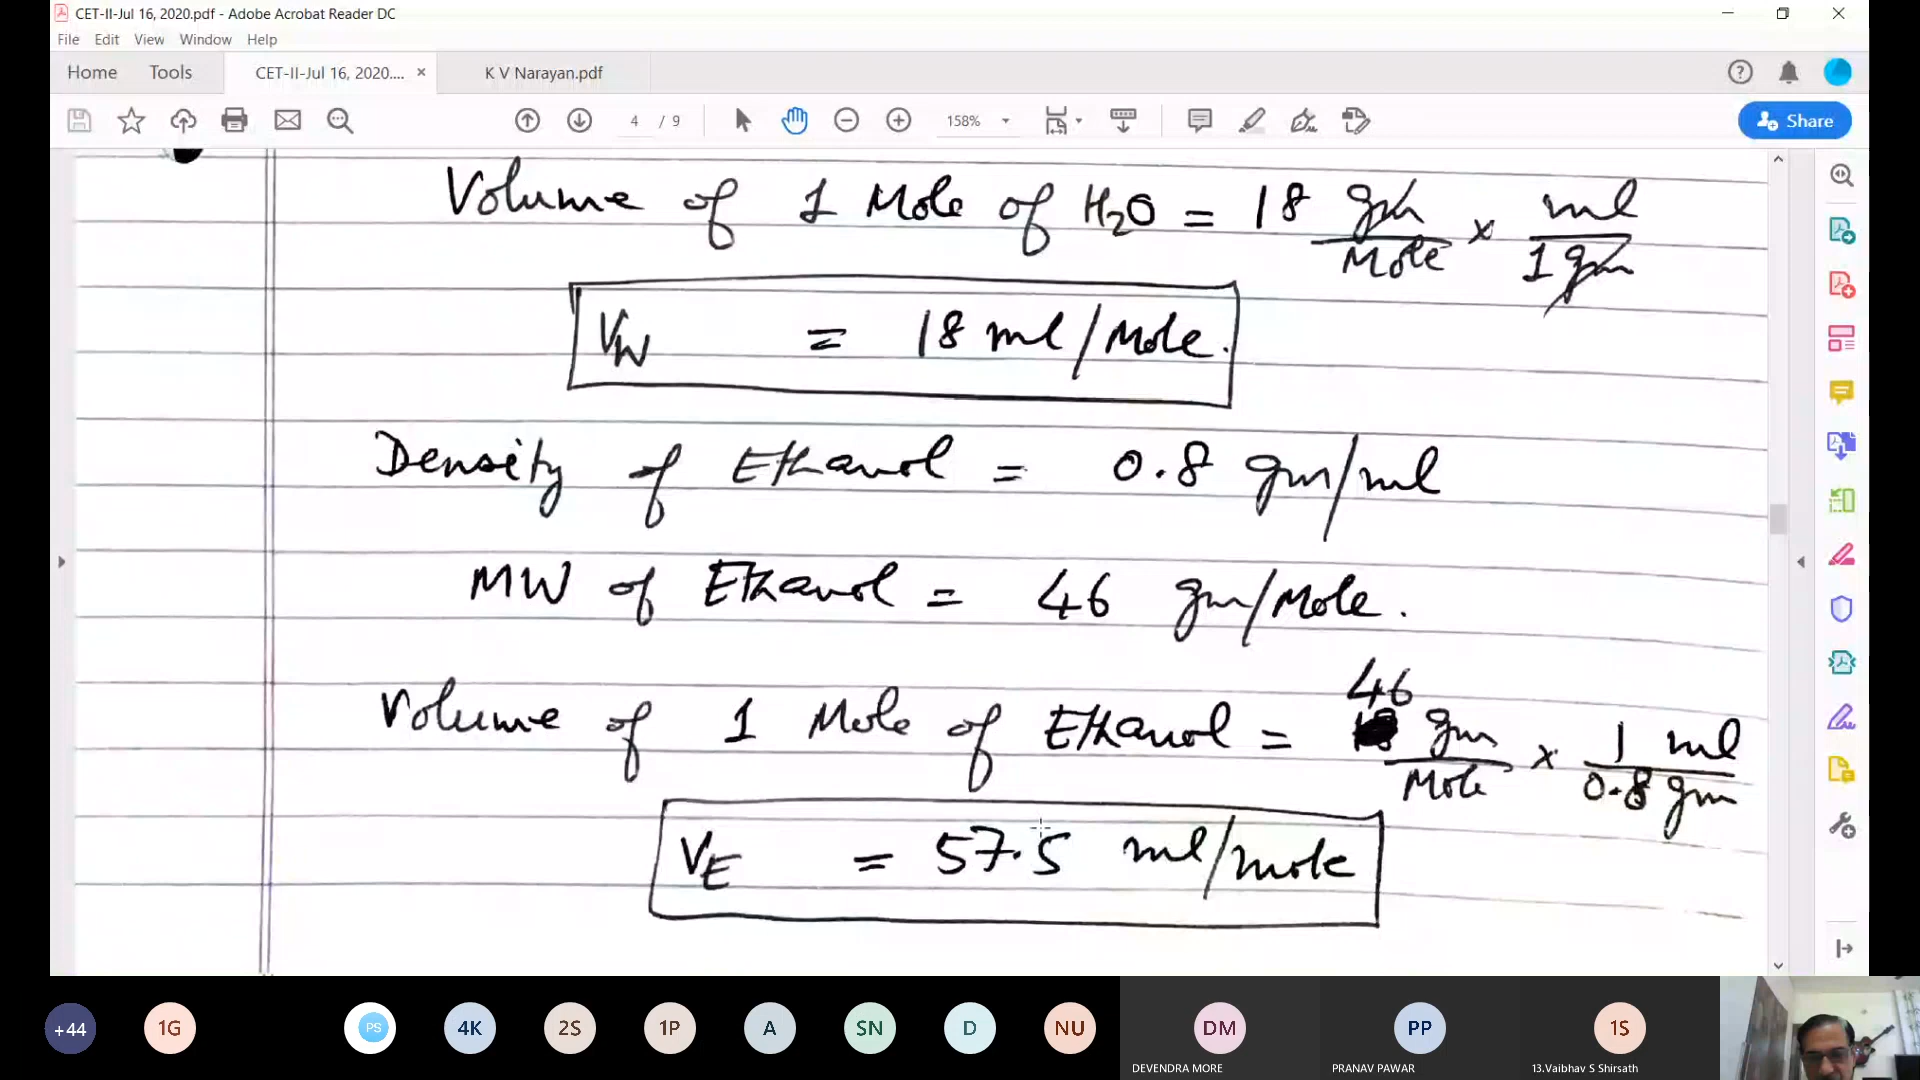 CET-II-Jul 16, 2020.pdf - Adobe Acrobat Reader DC
File Edit View Window Help
Home Tools CET-II-Jul 16, 2020.... × K V Narayan.pdf
4 / 9 158% Share
Volume of 1 Mole of H2O = 18 gm/Mole × ml/1 gm
VW = 18 ml/Mole.
Density of Ethanol = 0.8 gm/ml
MW of Ethanol = 46 gm/Mole.
Volume of 1 Mole of Ethanol = 46 gm/Mole × 1 ml/0.8 gm
VE = 57.5 ml/mole
+44 1G PS 4K 2S 1P A SN D NU DM PP 1S
DEVENDRA MORE PRANAV PAWAR 13.Vaibhav S Shirsath